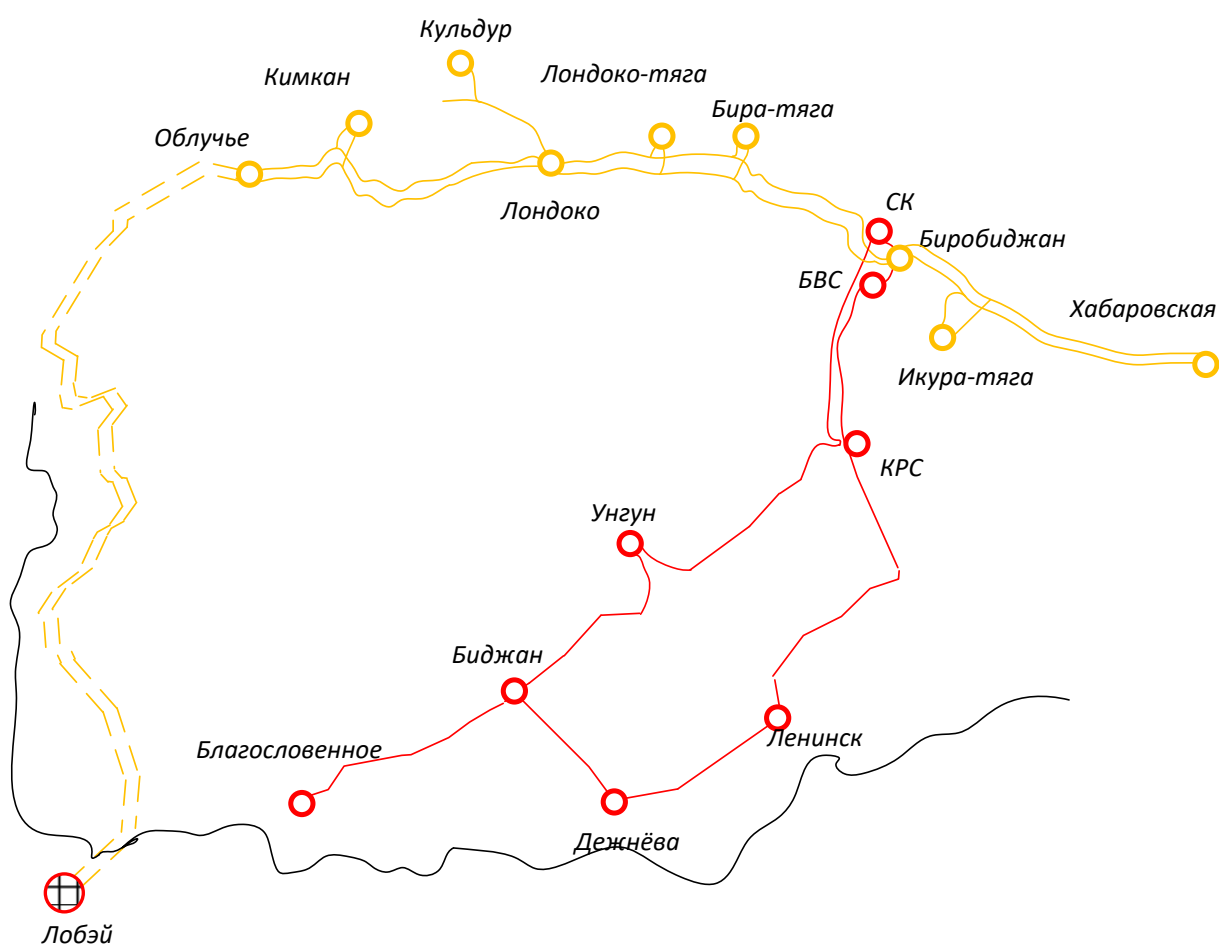 Кульдур
Кимкан
Лондоко-тяга
Бира-тяга
Облучье
СК
Лондоко
Биробиджан
БВС
Хабаровская
Икура-тяга
КРС
Унгун
Биджан
Ленинск
Благословенное
Дежнёва
Лобэй